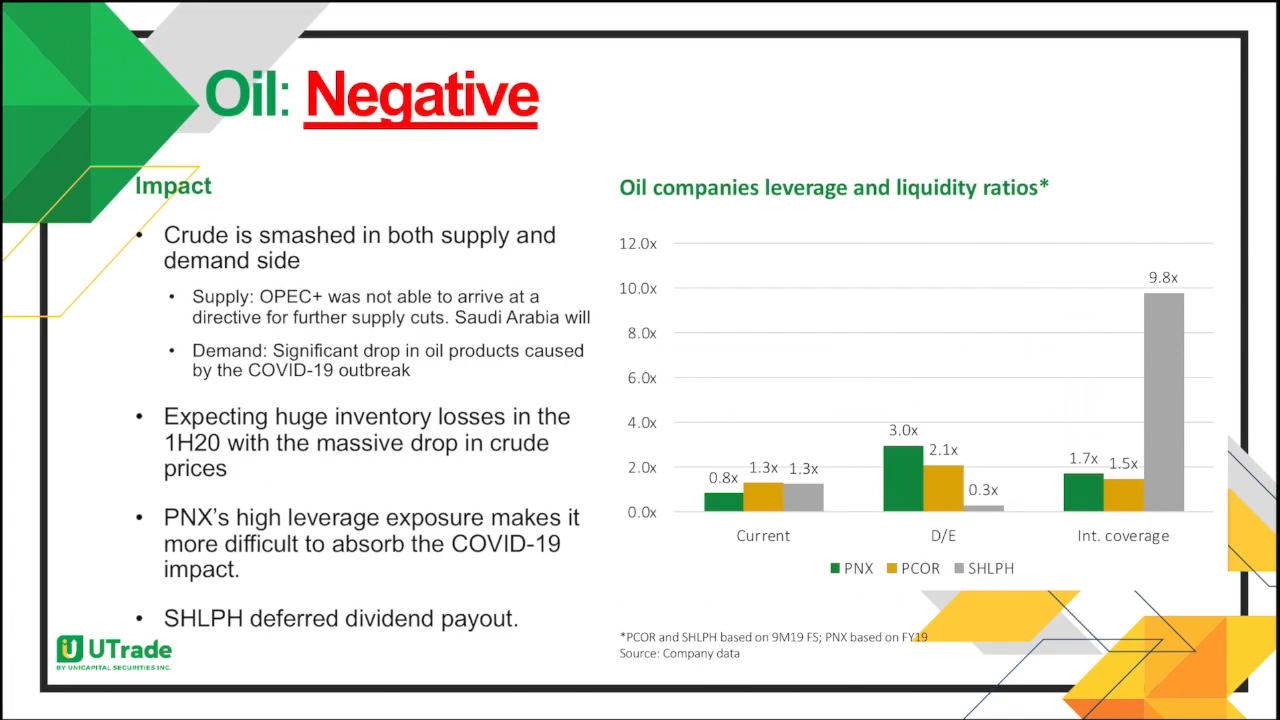 Oil: Negative
Impact
• Crude is smashed in both supply and
demand side
• Supply: OPEC+ was not able to arrive at a
directive for further supply cuts. Saudi Arabia will
• Demand: Significant drop in oil products caused
by the COVID-19 outbreak
• Expecting huge inventory losses in the
1H20 with the massive drop in crude
prices
• PNX's high leverage exposure makes it
more difficult to absorb the COVID-19
impact.
• SHLPH deferred dividend payout.
UTrade
BY UNICAPITAL SECURITIES INC.
Oil companies leverage and liquidity ratios*
12.0x
10.0x
8.0x
6.0x
4.0x
2.0x
0.0x
0.8x 1.3x 1.3x
3.0x
2.1x
0.3x
1.7x 1.5x
9.8x
Current D/E Int. coverage
PNX PCOR SHLPH
*PCOR and SHLPH based on 9M19 FS; PNX based on FY19
Source: Company data